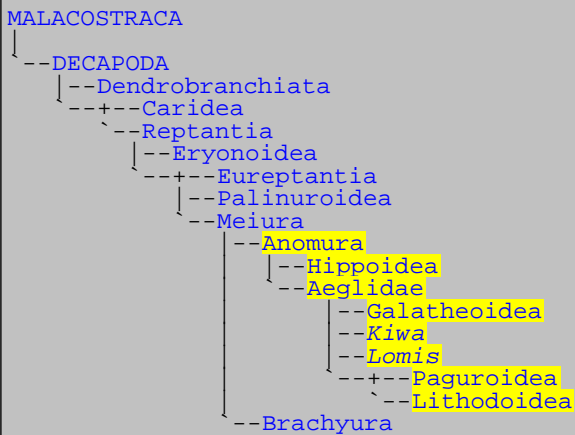 MALACOSTRACA
|
`--DECAPODA
|--Dendrobranchiata
`--+--Caridea
`--Reptantia
|--Eryonoidea
`--+--Eureptantia
|--Palinuroidea
`--Meiura
|--Anomura
| |--Hippoidea
| `--Aeglidae
| |--Galatheoidea
| |--Kiwa
| |--Lomis
| `--+--Paguroidea
| `--Lithodoidea
`--Brachyura